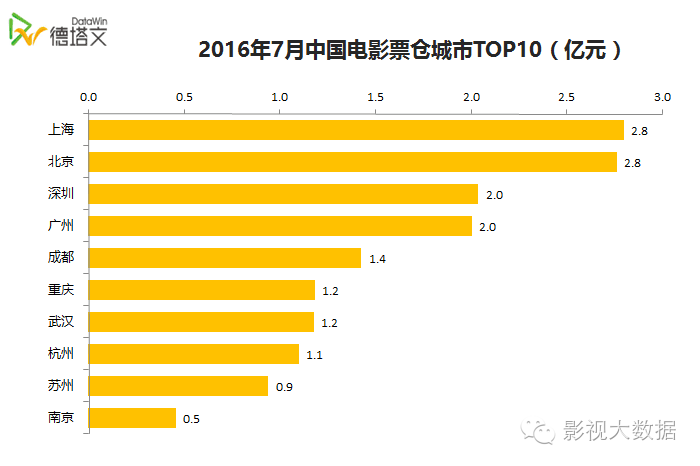 DataWin
德塔文
2016年7月中国电影票仓城市TOP10（亿元）
0.0 0.5 1.0 1.5 2.0 2.5 3.0
上海 2.8
北京 2.8
深圳 2.0
广州 2.0
成都 1.4
重庆 1.2
武汉 1.2
杭州 1.1
苏州 0.9
南京 0.5
影视大数据